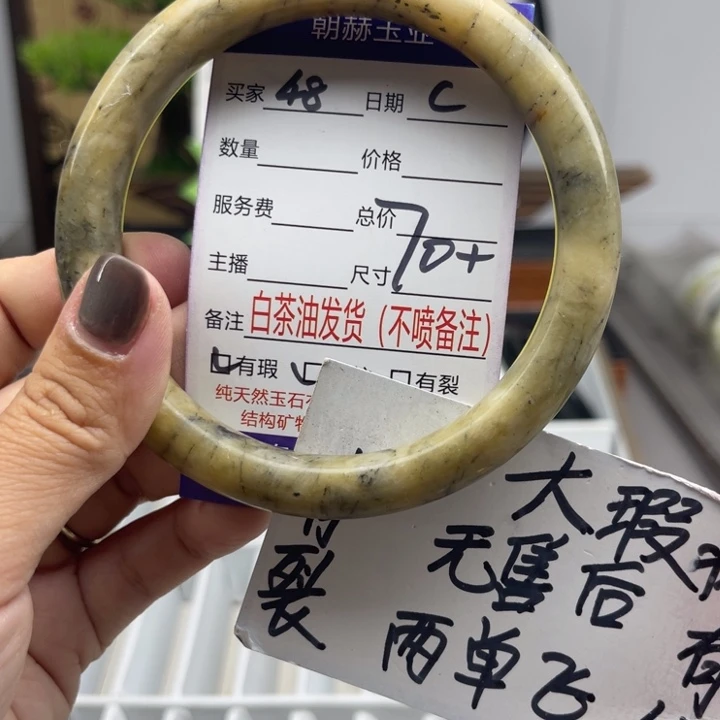 朝赫玉业
买家 48 日期 C
数量 价格
服务费 总价
主播 尺寸 70+
备注 白茶油发货（不喷备注）
有瑕 有裂
纯天然玉石
结构矿物
大瑕
无售后
两单
裂
有